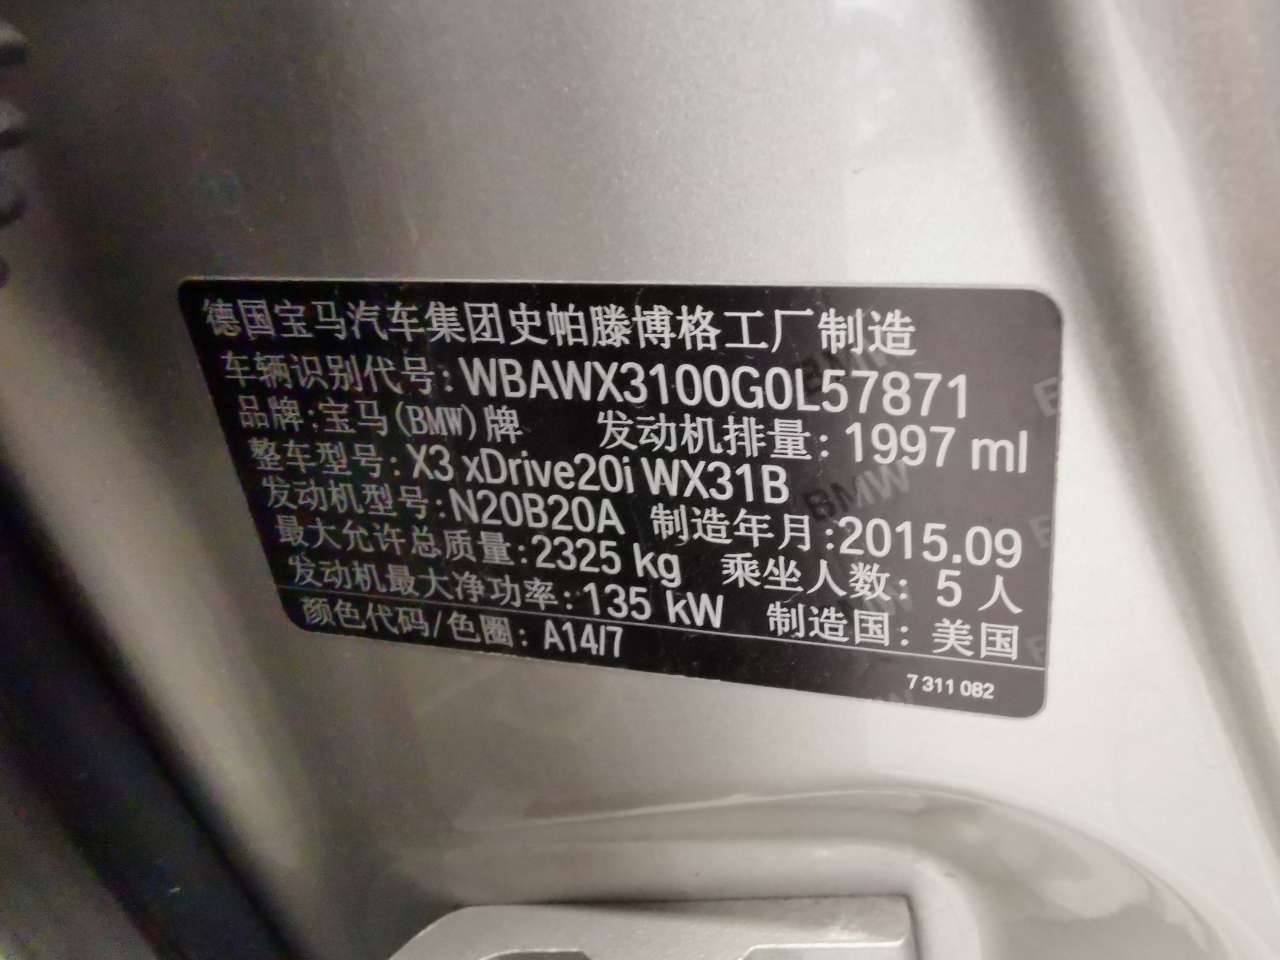 德国宝马汽车集团史帕滕博格工厂制造
车辆识别代号: WBAWX3100G0L57871
品牌: 宝马(BMW)牌 发动机排量: 1997 ml
整车型号: X3 xDrive20i WX31B
发动机型号: N20B20A 制造年月: 2015.09
最大允许总质量: 2325 kg 乘坐人数: 5 人
发动机最大净功率: 135 kW 制造国: 美国
颜色代码/色圈: A14/7
7 311 082